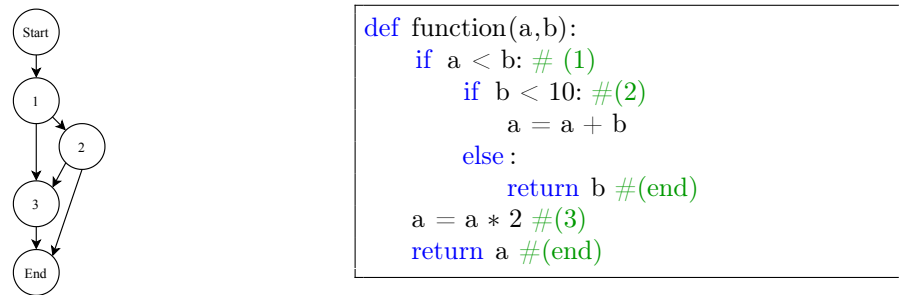 Start
1
2
3
End
def function(a,b):
if a < b: # (1)
if b < 10: #(2)
a = a + b
else:
return b #(end)
a = a * 2 #(3)
return a #(end)